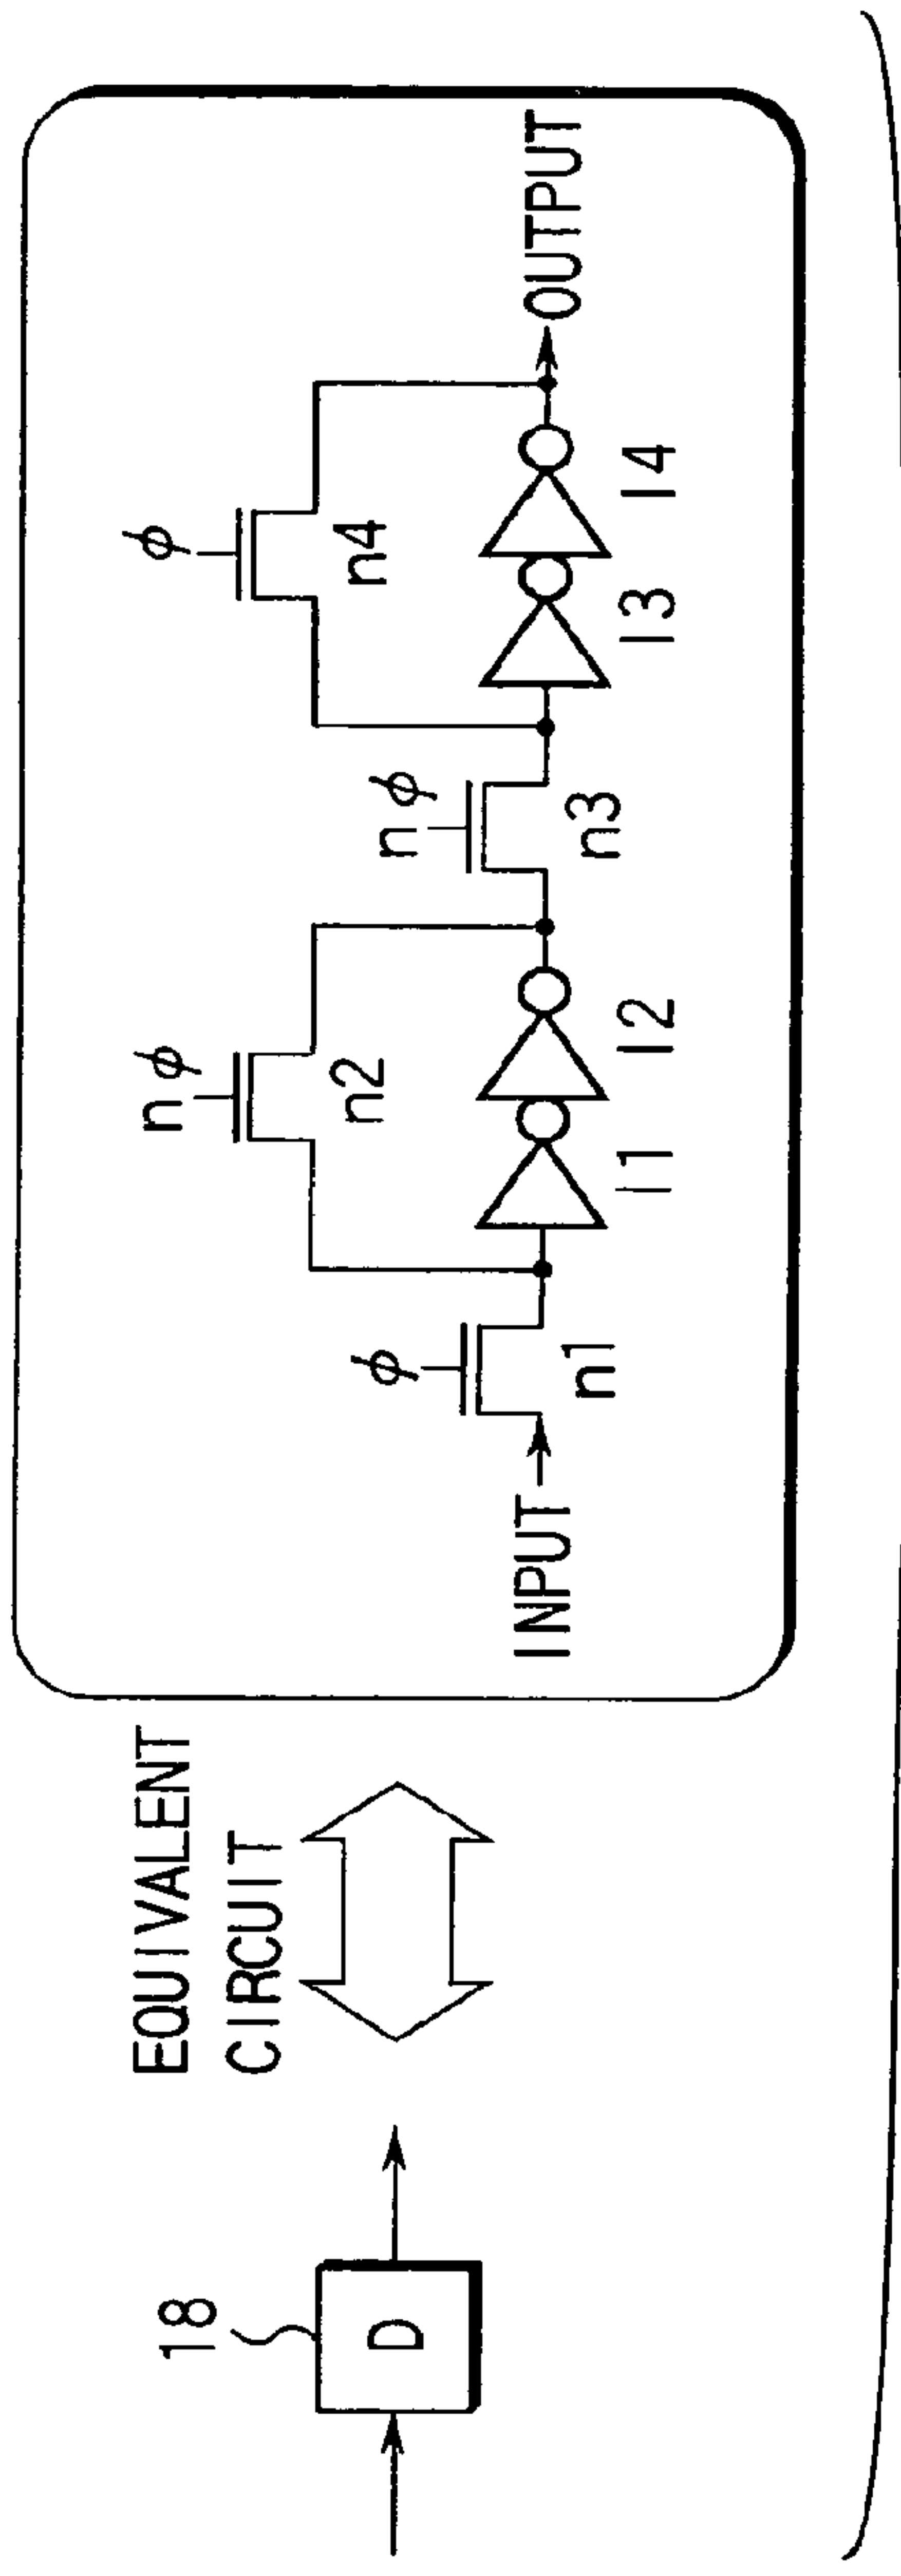 18
D
EQUIVALENT
CIRCUIT
INPUT
φ
n1
nφ
n2
I1
I2
nφ
n3
φ
n4
I3
I4
OUTPUT